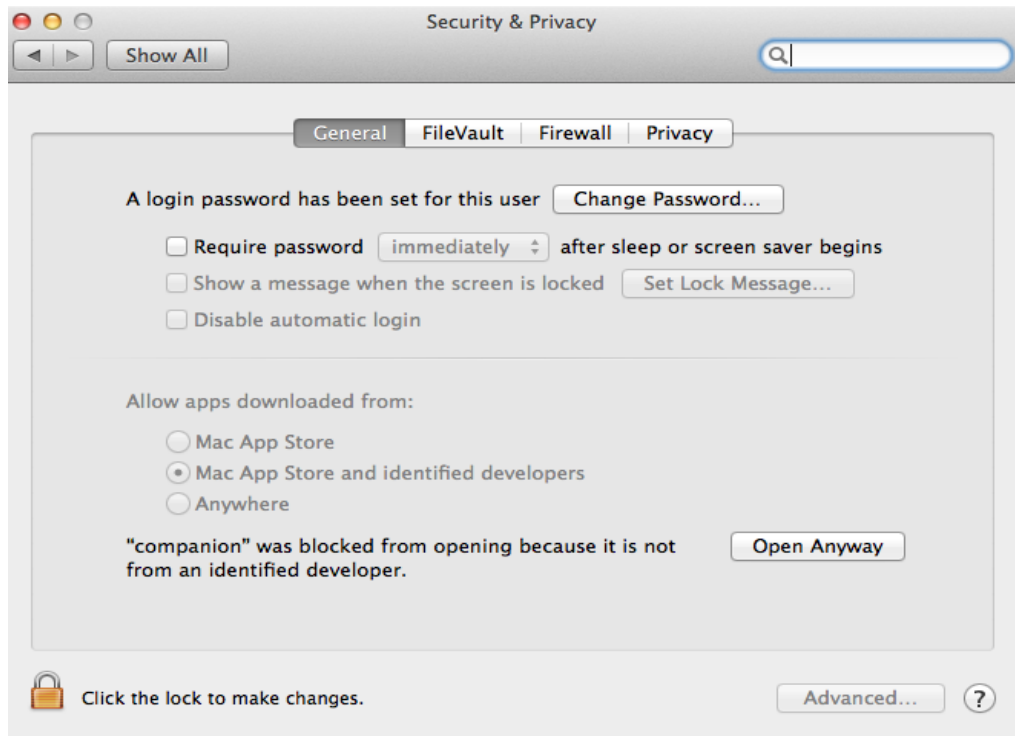 Security & Privacy
Show All
General FileVault Firewall Privacy
A login password has been set for this user Change Password...
Require password immediately after sleep or screen saver begins
Show a message when the screen is locked Set Lock Message...
Disable automatic login
Allow apps downloaded from:
Mac App Store
Mac App Store and identified developers
Anywhere
“companion” was blocked from opening because it is not Open Anyway
from an identified developer.
Click the lock to make changes. Advanced... ?